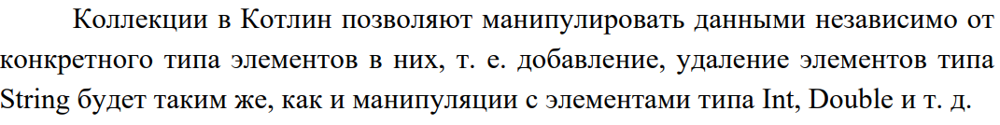 Коллекции в Котлин позволяют манипулировать данными независимо от
конкретного типа элементов в них, т. е. добавление, удаление элементов типа
String будет таким же, как и манипуляции с элементами типа Int, Double и т. д.